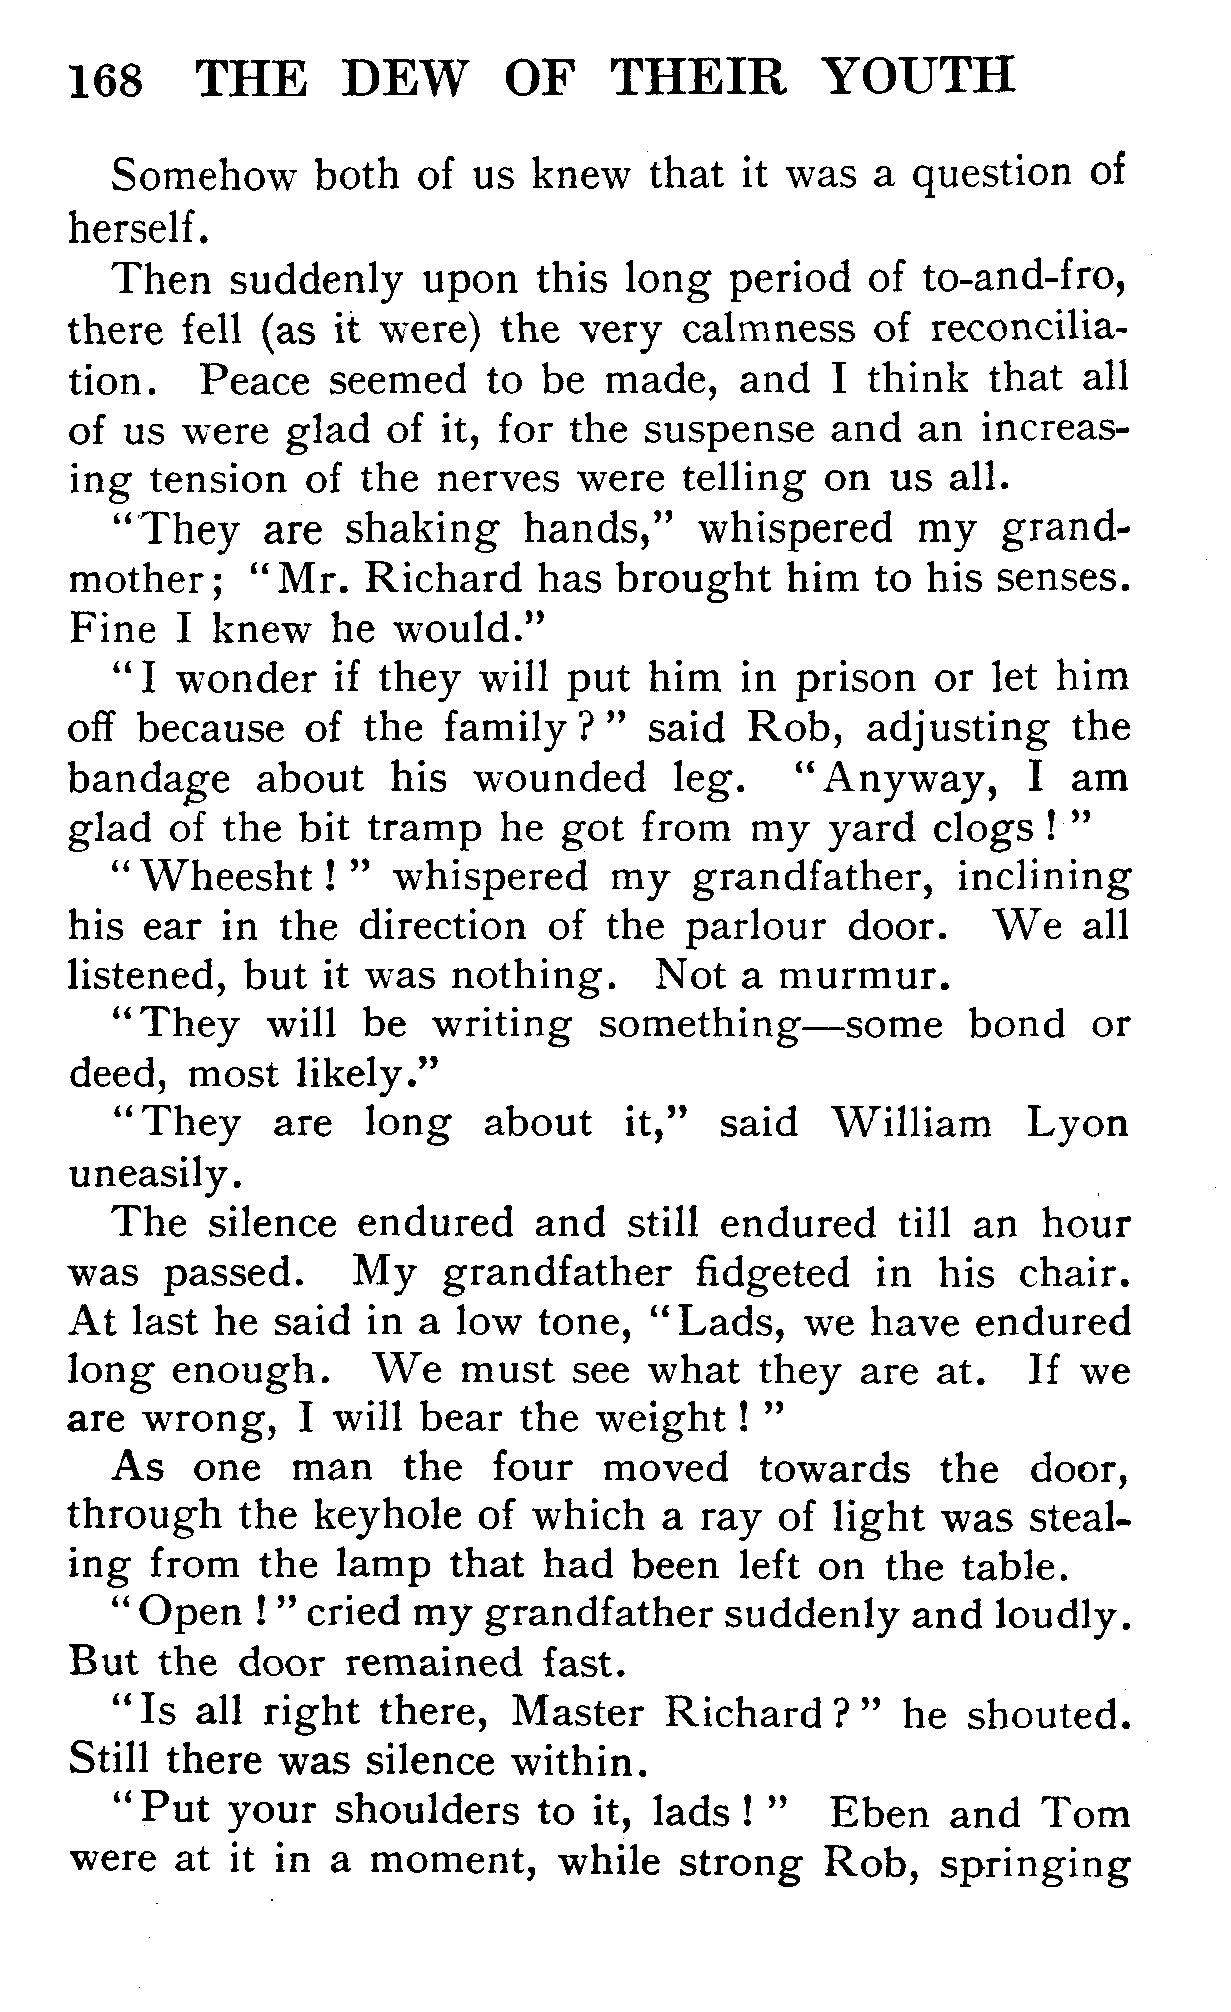 168 THE DEW OF THEIR YOUTH
Somehow both of us knew that it was a question of
herself.
Then suddenly upon this long period of to-and-fro,
there fell (as it were) the very calmness of reconcilia-
tion. Peace seemed to be made, and I think that all
of us were glad of it, for the suspense and an increas-
ing tension of the nerves were telling on us all.
“They are shaking hands,” whispered my grand-
mother; “Mr. Richard has brought him to his senses.
Fine I knew he would.”
“I wonder if they will put him in prison or let him
off because of the family?” said Rob, adjusting the
bandage about his wounded leg. “Anyway, I am
glad of the bit tramp he got from my yard clogs!”
“Wheesht!” whispered my grandfather, inclining
his ear in the direction of the parlour door. We all
listened, but it was nothing. Not a murmur.
“They will be writing something—some bond or
deed, most likely.”
“They are long about it,” said William Lyon
uneasily.
The silence endured and still endured till an hour
was passed. My grandfather fidgeted in his chair.
At last he said in a low tone, “Lads, we have endured
long enough. We must see what they are at. If we
are wrong, I will bear the weight!”
As one man the four moved towards the door,
through the keyhole of which a ray of light was steal-
ing from the lamp that had been left on the table.
“Open!” cried my grandfather suddenly and loudly.
But the door remained fast.
“Is all right there, Master Richard?” he shouted.
Still there was silence within.
“Put your shoulders to it, lads!” Eben and Tom
were at it in a moment, while strong Rob, springing